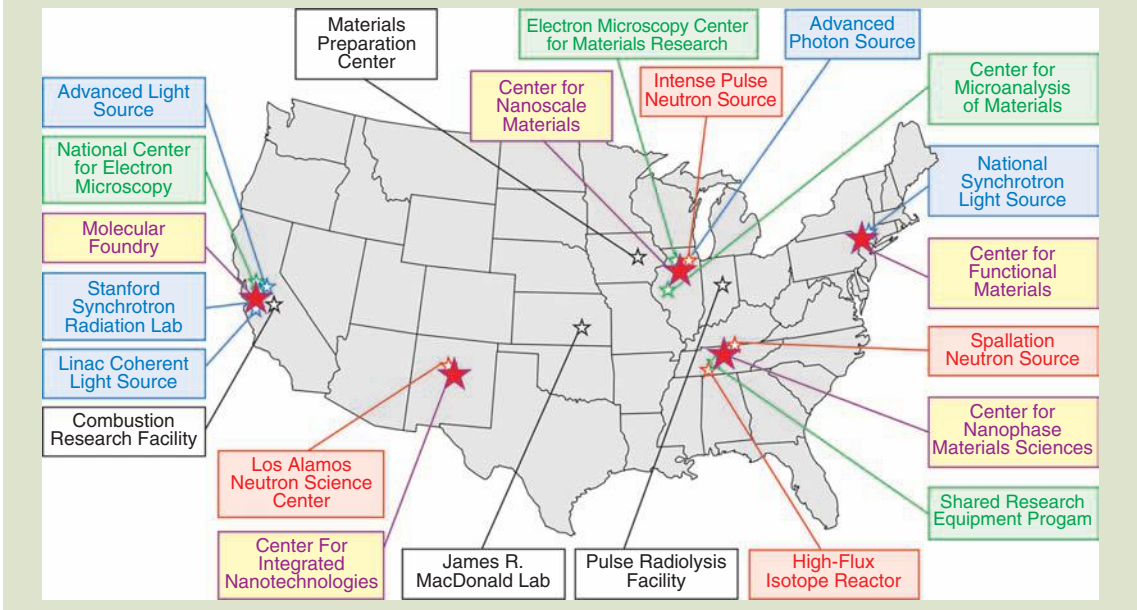 Materials
Preparation
Center
Electron Microscopy Center
for Materials Research
Advanced
Photon Source
Center for
Nanoscale
Materials
Intense Pulse
Neutron Source
Center for
Microanalysis
of Materials
Advanced Light
Source
National Center
for Electron
Microscopy
Molecular
Foundry
Stanford
Synchrotron
Radiation Lab
Linac Coherent
Light Source
Combustion
Research Facility
National
Synchrotron
Light Source
Center for
Functional
Materials
Spallation
Neutron Source
Center for
Nanophase
Materials Sciences
Shared Research
Equipment Progam
Los Alamos
Neutron Science
Center
Center For
Integrated
Nanotechnologies
James R.
MacDonald Lab
Pulse Radiolysis
Facility
High-Flux
Isotope Reactor